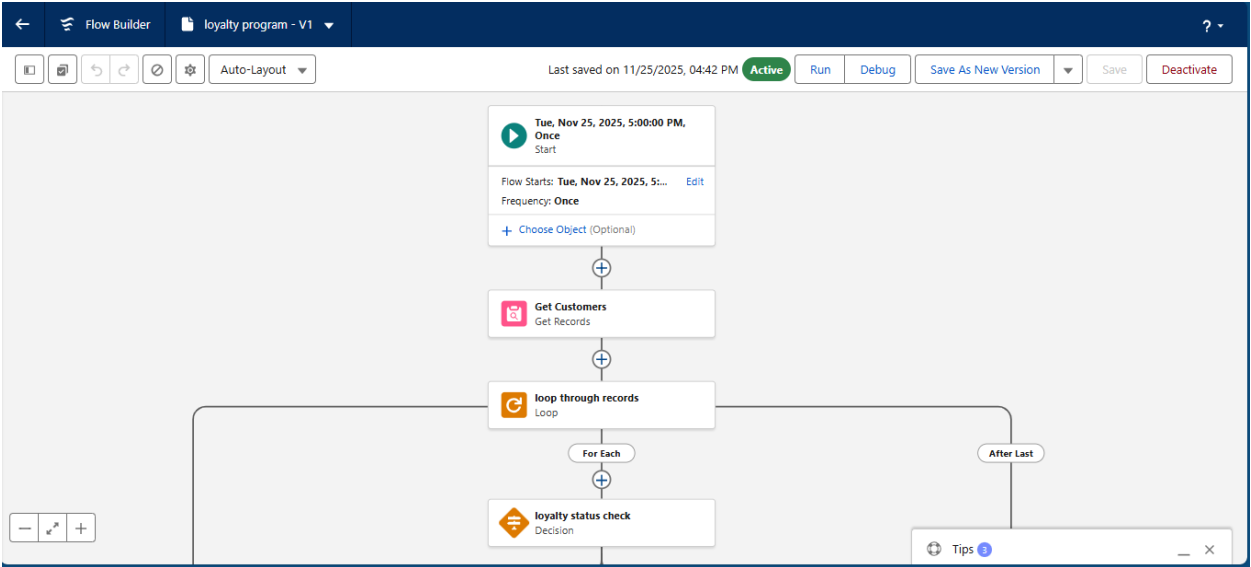 Flow Builder
loyalty program - V1
?
Auto-Layout
Last saved on 11/25/2025, 04:42 PM
Active
Run
Debug
Save As New Version
Save
Deactivate
Tue, Nov 25, 2025, 5:00:00 PM,
Once
Start
Flow Starts: Tue, Nov 25, 2025, 5:...
Edit
Frequency: Once
+ Choose Object (Optional)
Get Customers
Get Records
loop through records
Loop
For Each
After Last
loyalty status check
Decision
Tips 3